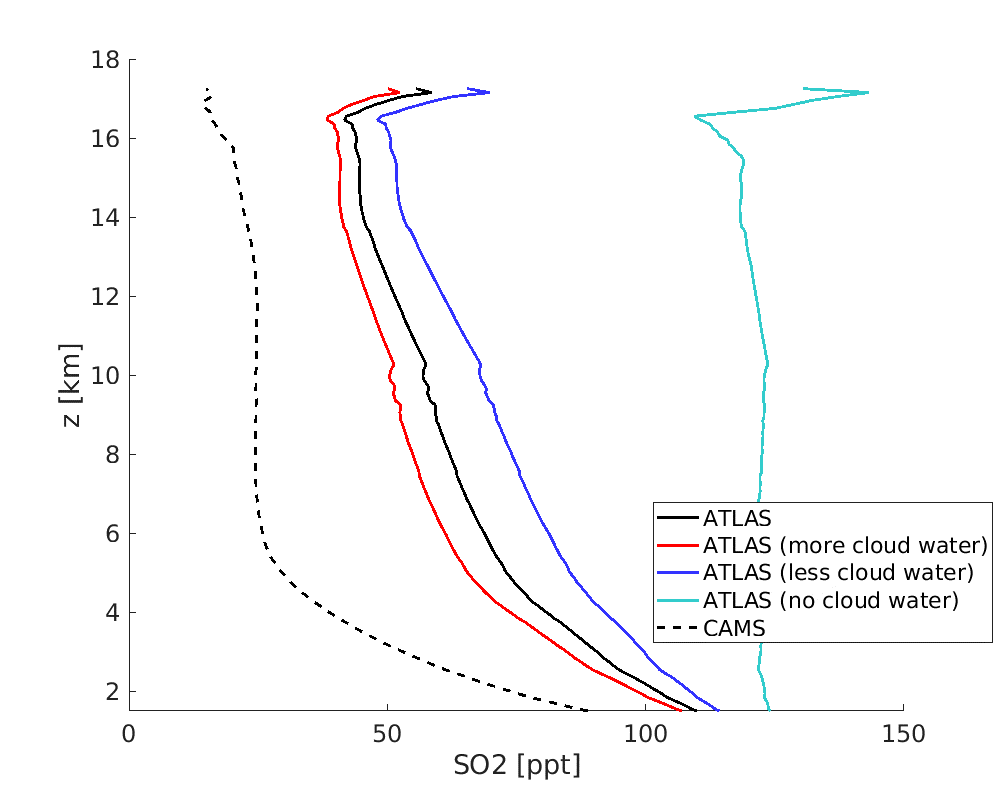 18
16
14
12
10
8
6
4
2
z [km]
0
50
100
150
SO2 [ppt]
ATLAS
ATLAS (more cloud water)
ATLAS (less cloud water)
ATLAS (no cloud water)
CAMS